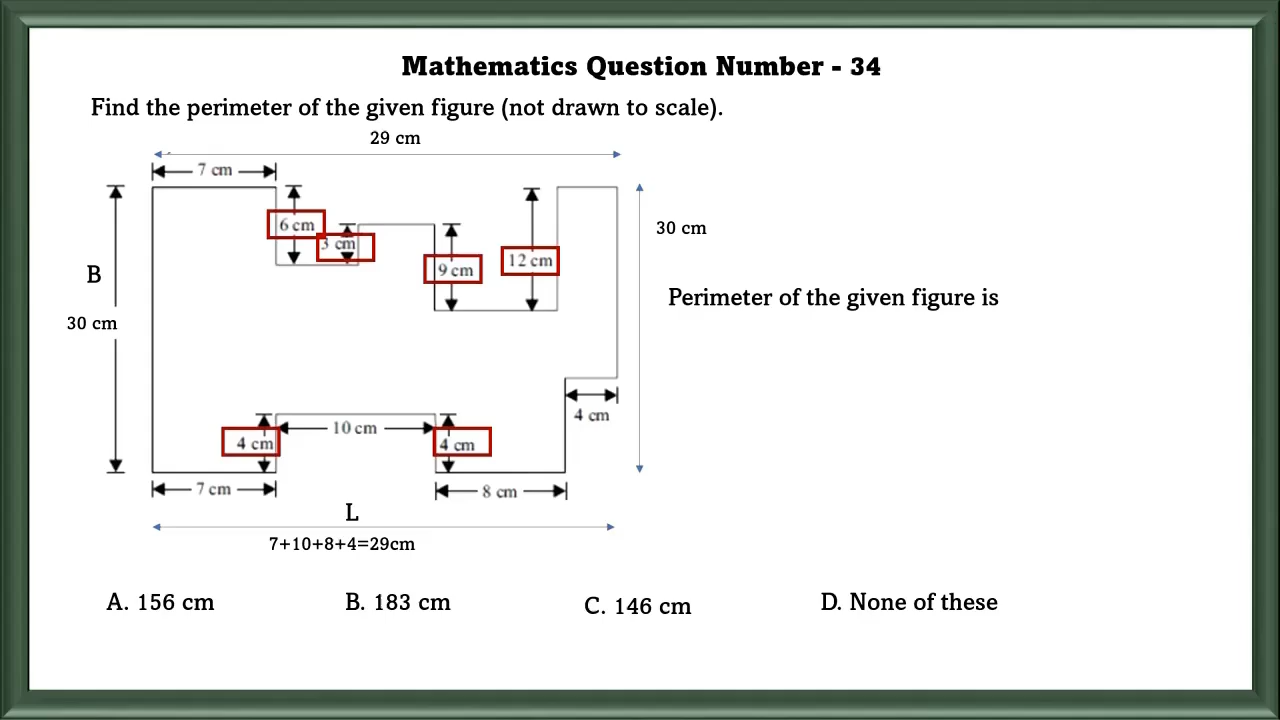 Mathematics Question Number - 34
Find the perimeter of the given figure (not drawn to scale).
29 cm
7 cm
6 cm
3 cm
9 cm
12 cm
30 cm
B
30 cm
Perimeter of the given figure is
4 cm
10 cm
4 cm
4 cm
7 cm
8 cm
L
7+10+8+4=29cm
A. 156 cm
B. 183 cm
C. 146 cm
D. None of these